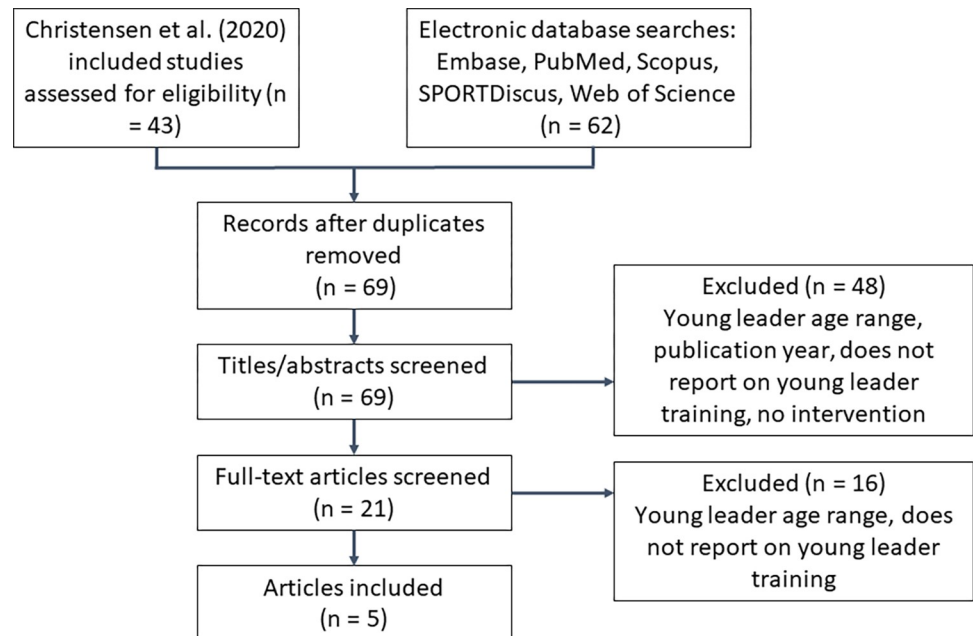 Christensen et al. (2020)
included studies
assessed for eligibility (n
= 43)
Electronic database searches:
Embase, PubMed, Scopus,
SPORTDiscus, Web of Science
(n = 62)
Records after duplicates
removed
(n = 69)
Excluded (n = 48)
Young leader age range,
publication year, does not
report on young leader
training, no intervention
Titles/abstracts screened
(n = 69)
Full-text articles screened
(n = 21)
Excluded (n = 16)
Young leader age range, does
not report on young leader
training
Articles included
(n = 5)